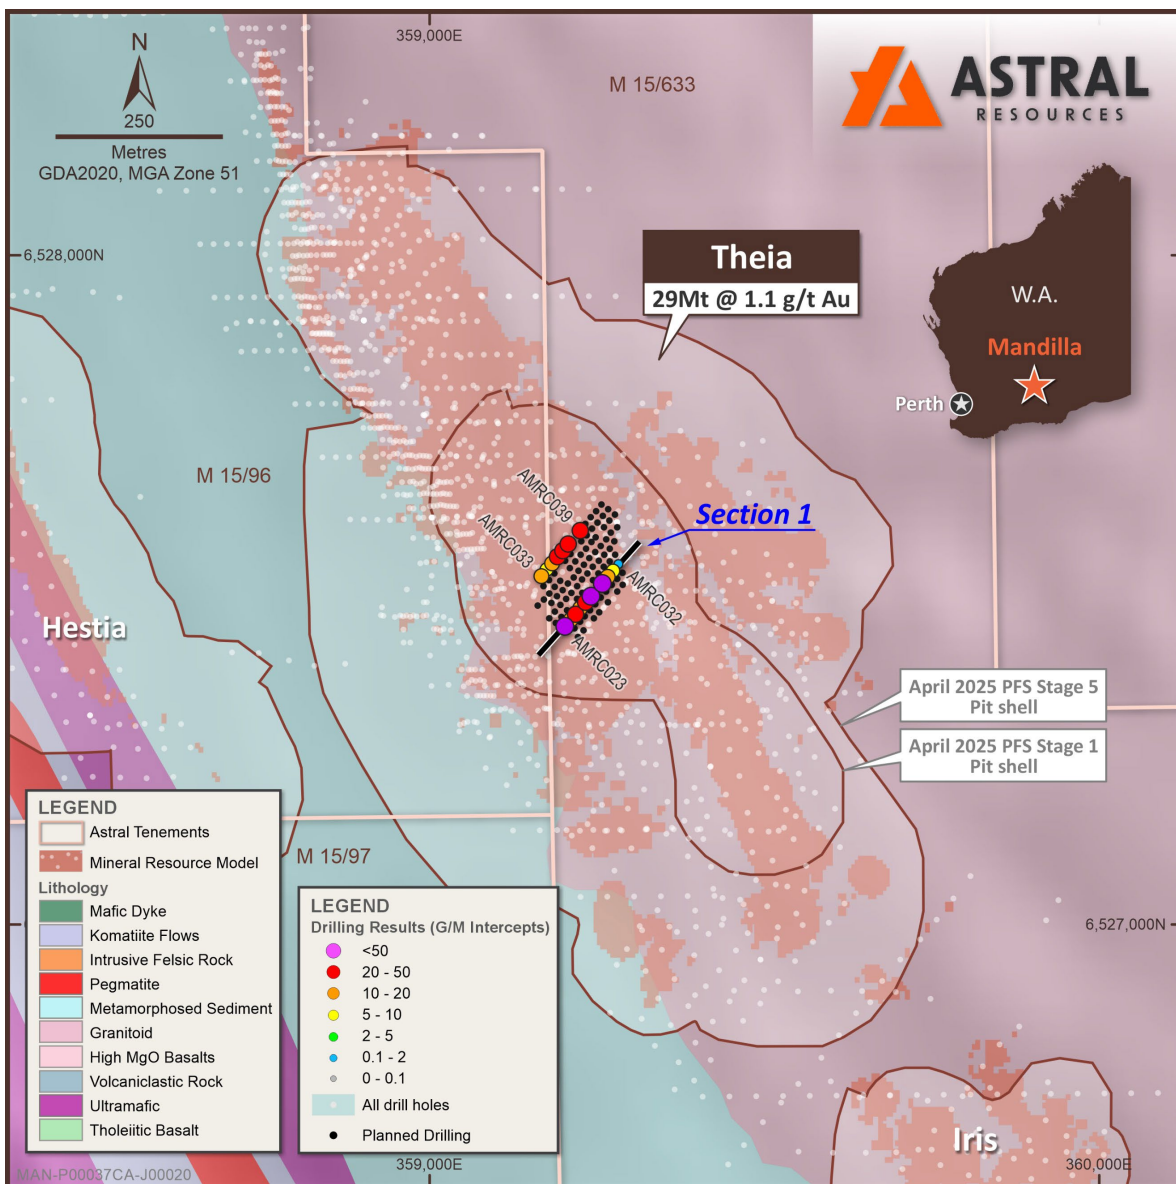 359,000E
N
250
Metres
GDA2020, MGA Zone 51
M 15/633
ASTRAL
RESOURCES
6,528,000N
Theia
29Mt @ 1.1 g/t Au
W.A.
Mandilla
Perth
M 15/96
AMRC039
AMRC033
Section 1
AMRC032
AMRC023
Hestia
April 2025 PFS Stage 5
Pit shell
April 2025 PFS Stage 1
Pit shell
LEGEND
Astral Tenements
Mineral Resource Model
Lithology
Mafic Dyke
Komatiite Flows
Intrusive Felsic Rock
Pegmatite
Metamorphosed Sediment
Granitoid
High MgO Basalts
Volcaniclastic Rock
Ultramafic
Tholeiitic Basalt
M 15/97
LEGEND
Drilling Results (G/M Intercepts)
<50
20 - 50
10 - 20
5 - 10
2 - 5
0.1 - 2
0 - 0.1
All drill holes
Planned Drilling
6,527,000N
Iris
MAN-P00037CA-J00020
359,000E
360,000E